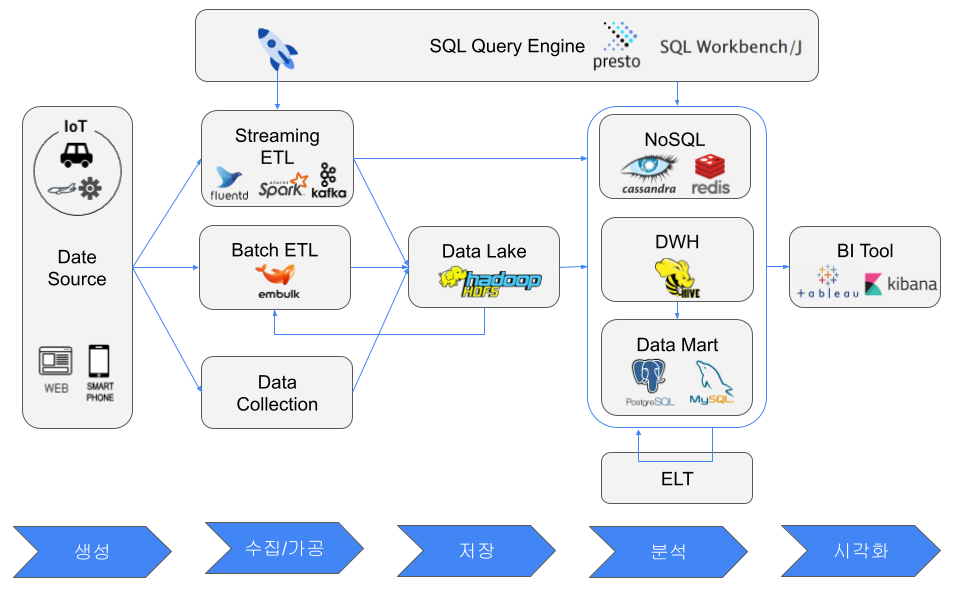 SQL Query Engine
presto
SQL Workbench/J
IoT
Date
Source
WEB
SMART
PHONE
Streaming
ETL
fluentd
APACHE
Spark
kafka
Batch ETL
embulk
Data
Collection
Data Lake
hadoop
HDFS
NoSQL
cassandra
redis
DWH
HIVE
Data Mart
PostgreSQL
MySQL
ELT
BI Tool
+ableau
kibana
생성
수집/가공
저장
분석
시각화